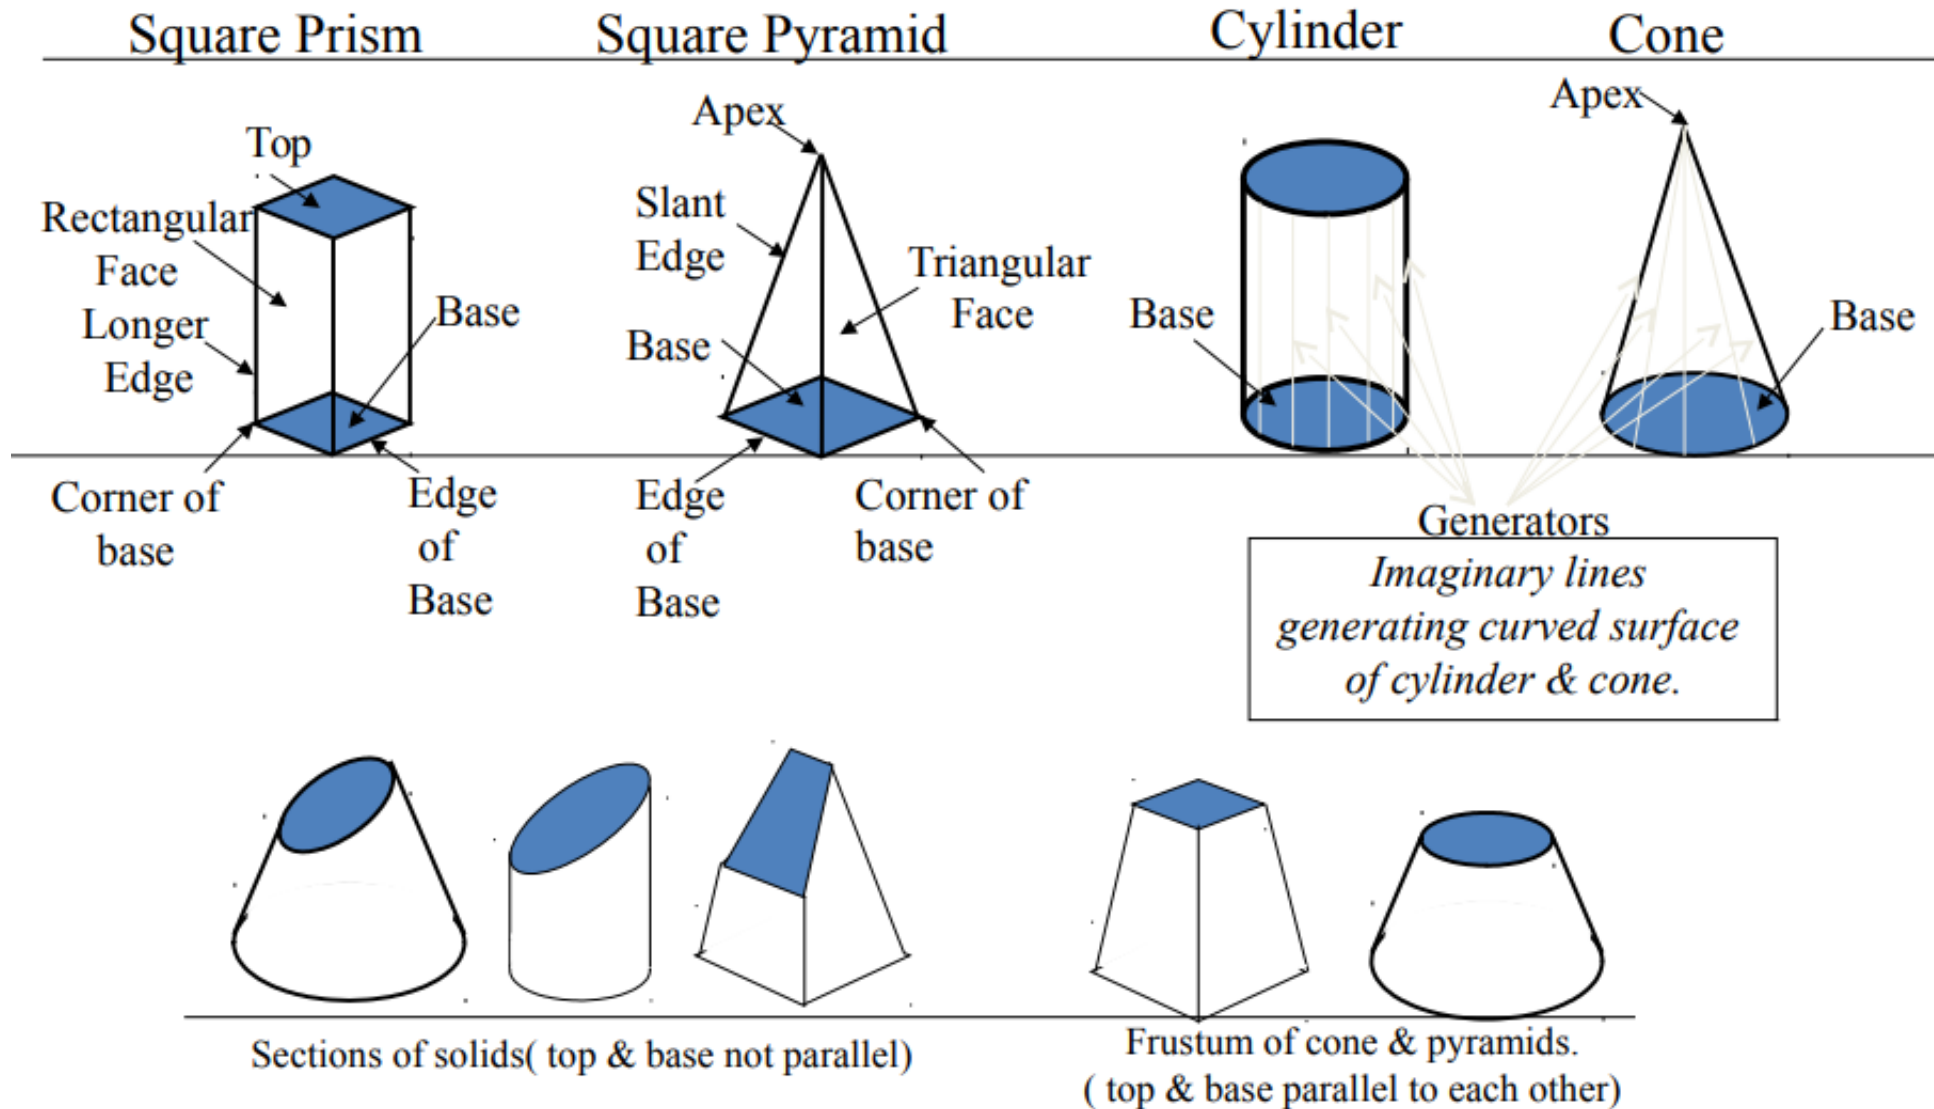 Square Prism
Square Pyramid
Cylinder
Cone
Top
Rectangular
Face
Longer
Edge
Base
Corner of
base
Edge
of
Base
Apex
Slant
Edge
Triangular
Face
Base
Edge
of
Base
Corner of
base
Base
Apex
Base
Generators
Imaginary lines
generating curved surface
of cylinder & cone.
Sections of solids( top & base not parallel)
Frustum of cone & pyramids.
( top & base parallel to each other)